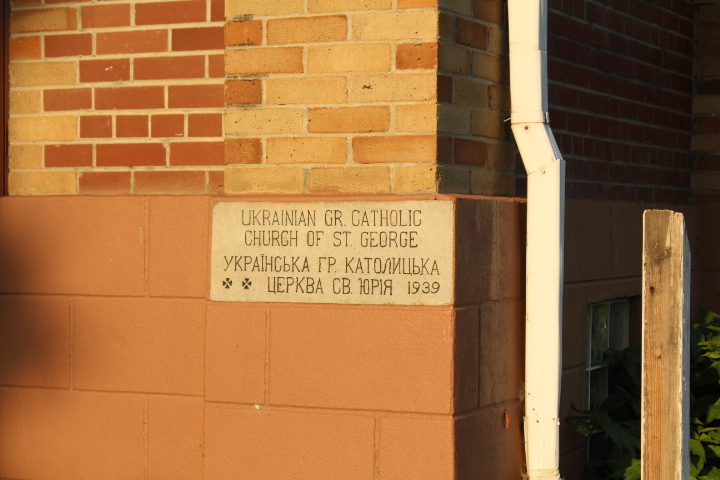 UKRAINIAN GR. CATHOLIC
CHURCH OF ST. GEORGE
УКРАЇНСЬКА ГР. КАТОЛИЦЬКА
ЦЕРКВА СВ. ЮРІЯ 1939